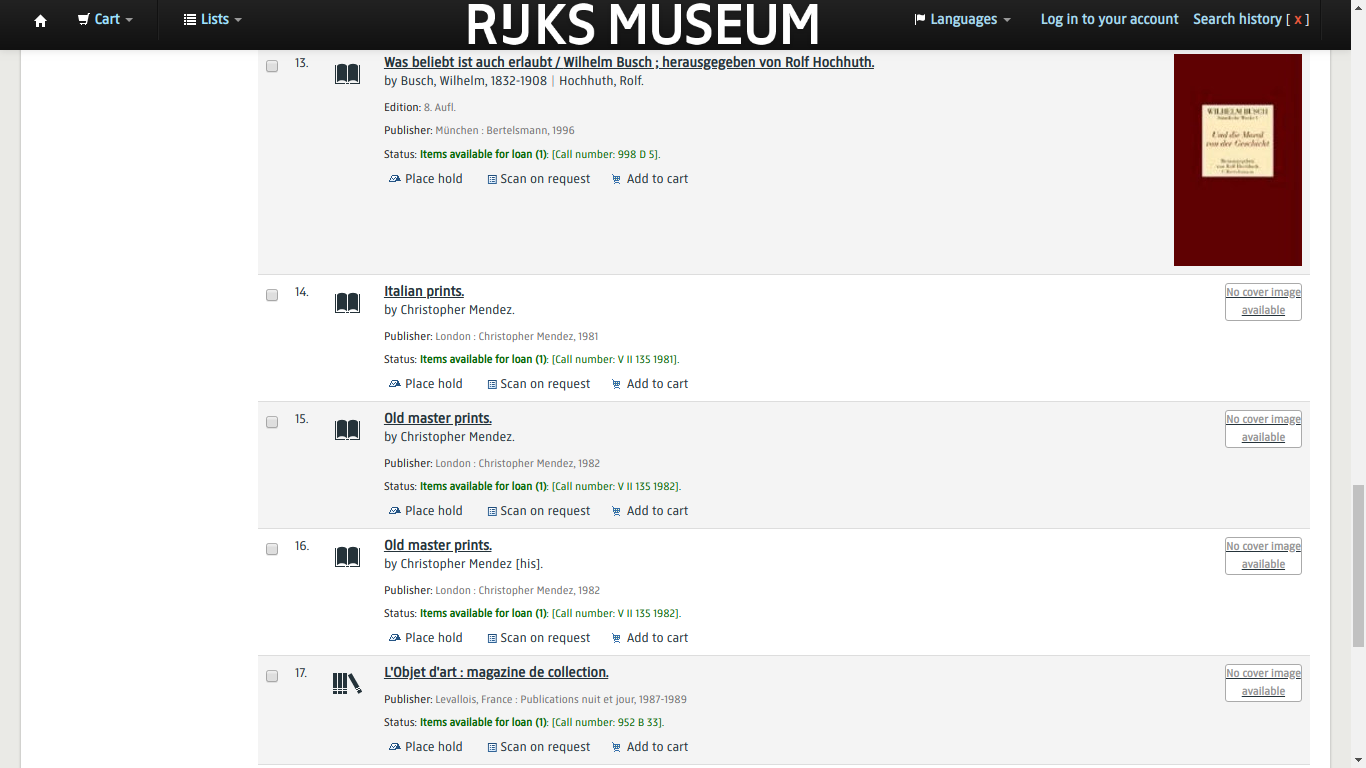 Cart
Lists
RIJKS MUSEUM
Languages
Log in to your account
Search history [ x ]
13.
Was beliebt ist auch erlaubt / Wilhelm Busch ; herausgegeben von Rolf Hochhuth.
by Busch, Wilhelm, 1832-1908 | Hochhuth, Rolf.
Edition: 8. Aufl.
Publisher: München : Bertelsmann, 1996
Status: Items available for loan (1): [Call number: 998 D 5].
Place hold Scan on request Add to cart
WILHELM BUSCH
Und die Moral
von der Geschicht
14.
Italian prints.
by Christopher Mendez.
Publisher: London : Christopher Mendez, 1981
Status: Items available for loan (1): [Call number: V II 135 1981].
Place hold Scan on request Add to cart
No cover image
available
15.
Old master prints.
by Christopher Mendez.
Publisher: London : Christopher Mendez, 1982
Status: Items available for loan (1): [Call number: V II 135 1982].
Place hold Scan on request Add to cart
No cover image
available
16.
Old master prints.
by Christopher Mendez [his].
Publisher: London : Christopher Mendez, 1982
Status: Items available for loan (1): [Call number: V II 135 1982].
Place hold Scan on request Add to cart
No cover image
available
17.
L'Objet d'art : magazine de collection.
Publisher: Levallois, France : Publications nuit et jour, 1987-1989
Status: Items available for loan (1): [Call number: 952 B 33].
Place hold Scan on request Add to cart
No cover image
available